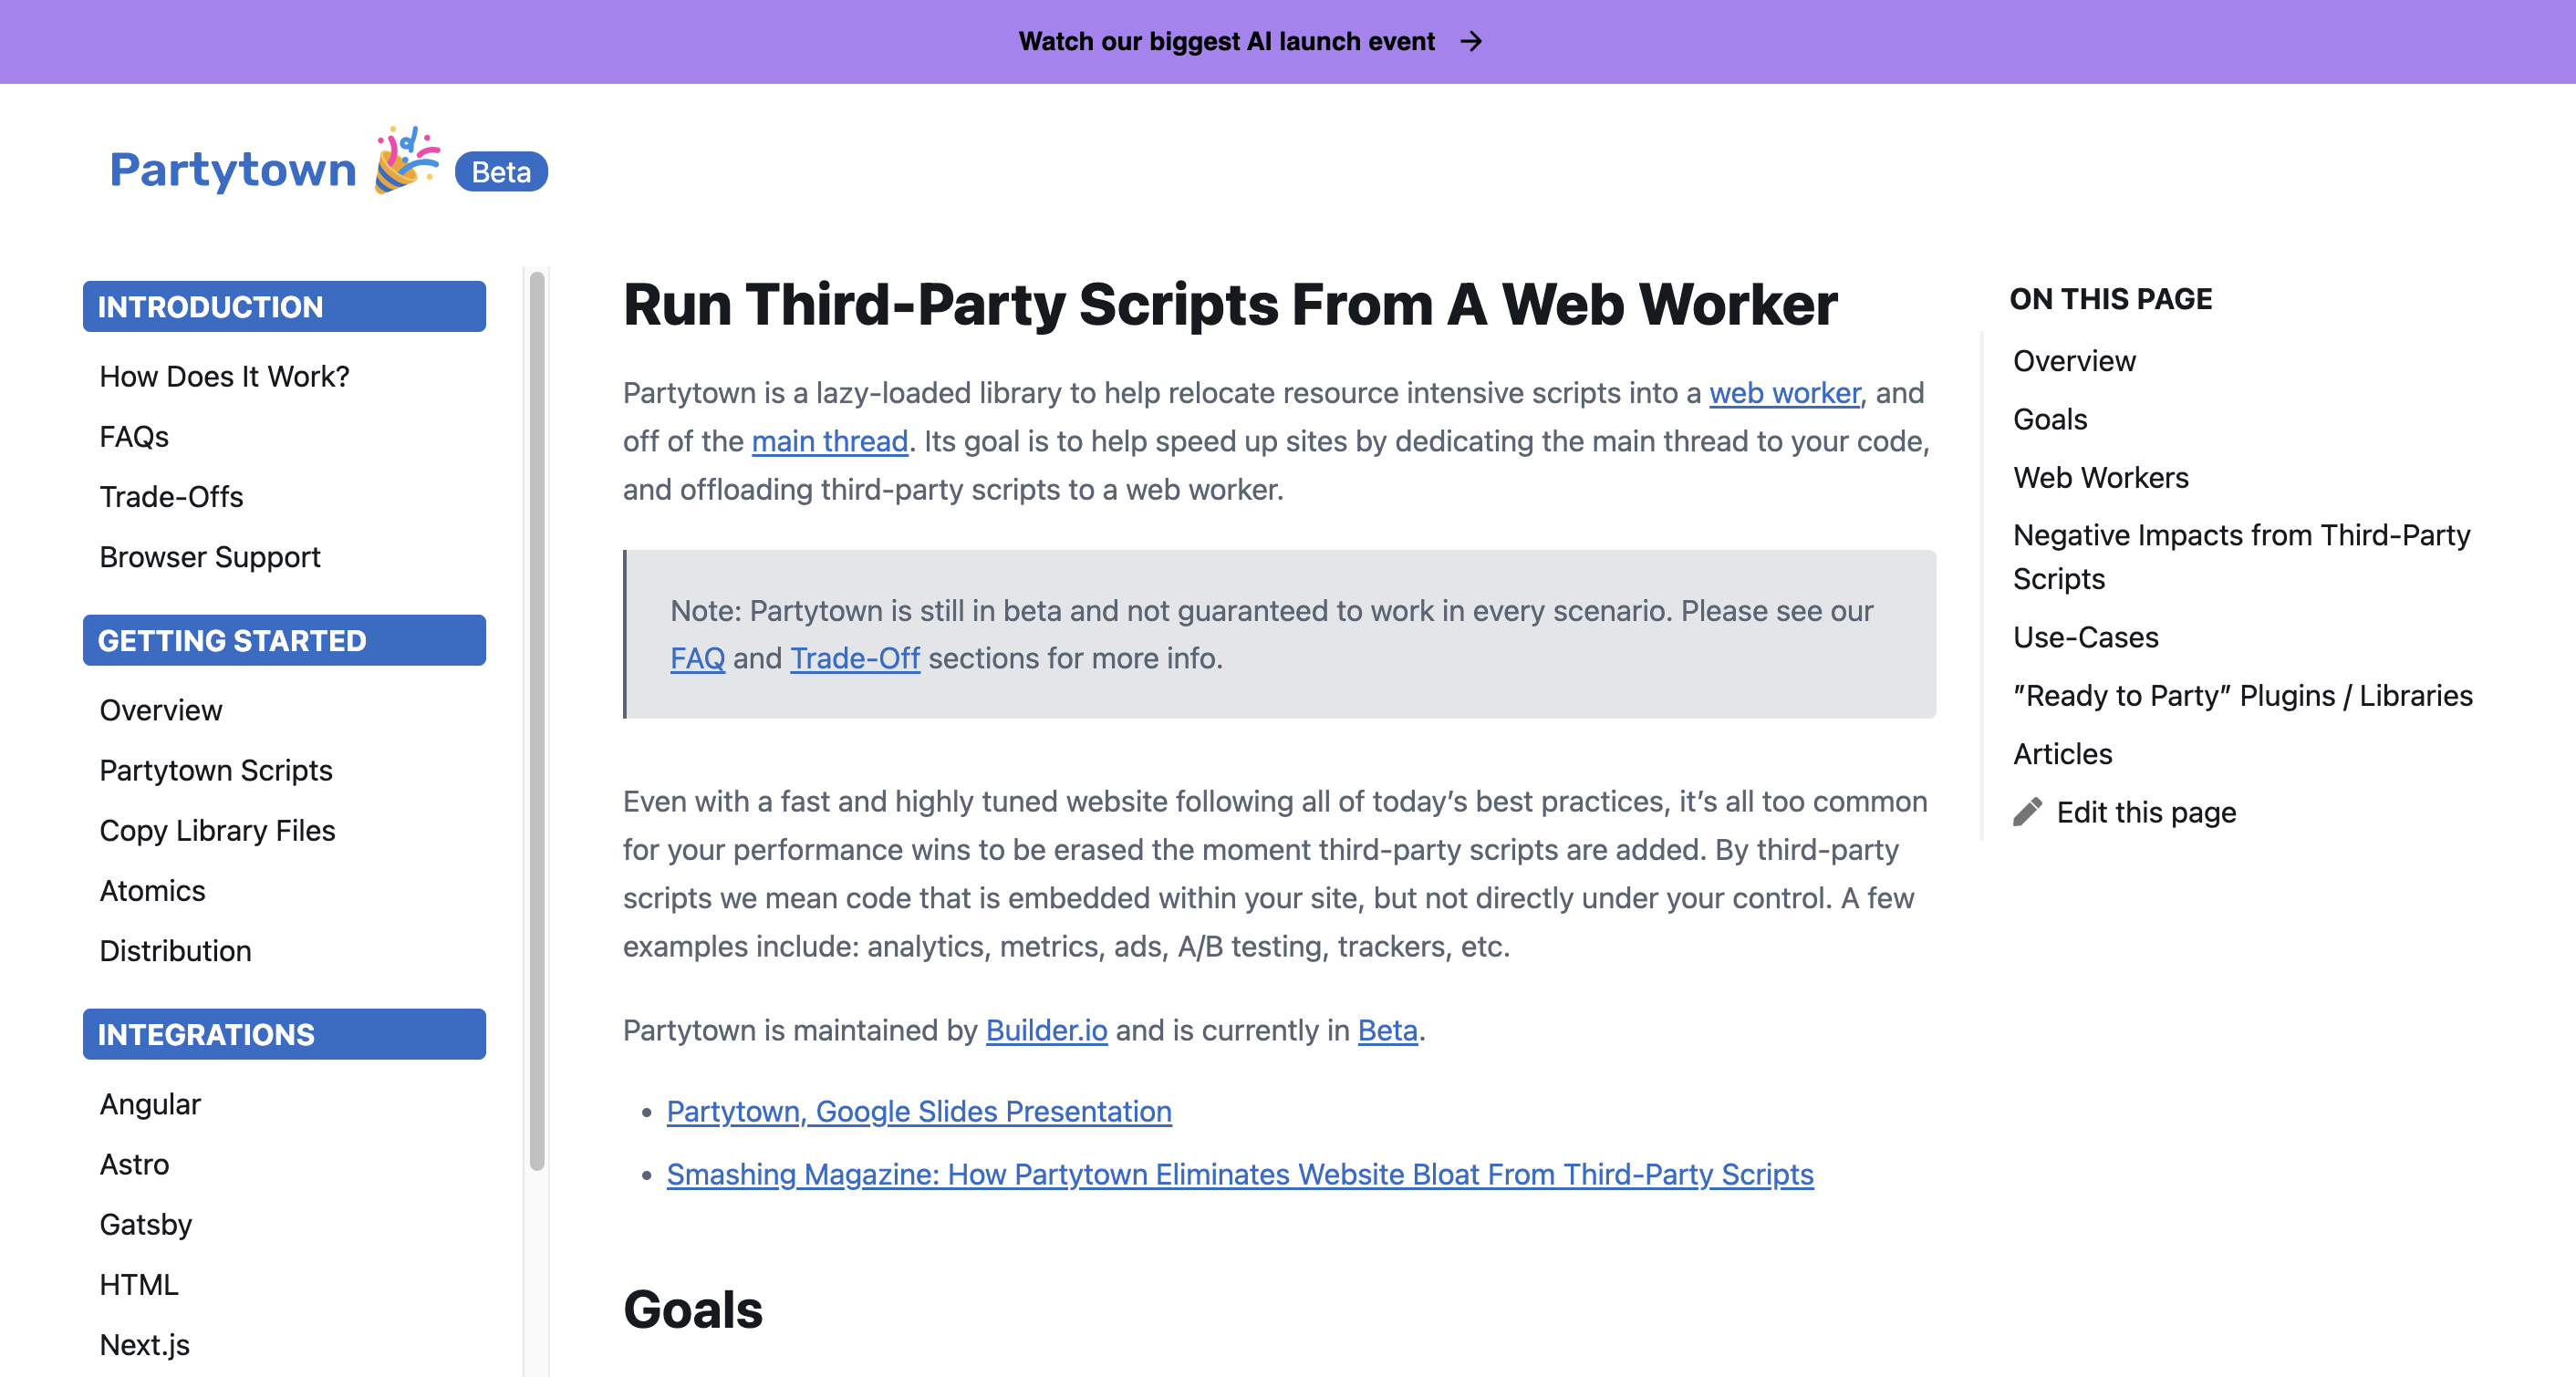 Watch our biggest AI launch event →
Partytown
Beta
INTRODUCTION
How Does It Work?
FAQs
Trade-Offs
Browser Support
GETTING STARTED
Overview
Partytown Scripts
Copy Library Files
Atomics
Distribution
INTEGRATIONS
Angular
Astro
Gatsby
HTML
Next.js
Run Third-Party Scripts From A Web Worker
Partytown is a lazy-loaded library to help relocate resource intensive scripts into a web worker, and
off of the main thread. Its goal is to help speed up sites by dedicating the main thread to your code,
and offloading third-party scripts to a web worker.
Note: Partytown is still in beta and not guaranteed to work in every scenario. Please see our
FAQ and Trade-Off sections for more info.
Even with a fast and highly tuned website following all of today’s best practices, it’s all too common
for your performance wins to be erased the moment third-party scripts are added. By third-party
scripts we mean code that is embedded within your site, but not directly under your control. A few
examples include: analytics, metrics, ads, A/B testing, trackers, etc.
Partytown is maintained by Builder.io and is currently in Beta.
• Partytown, Google Slides Presentation
• Smashing Magazine: How Partytown Eliminates Website Bloat From Third-Party Scripts
Goals
ON THIS PAGE
Overview
Goals
Web Workers
Negative Impacts from Third-Party
Scripts
Use-Cases
”Ready to Party” Plugins / Libraries
Articles
Edit this page